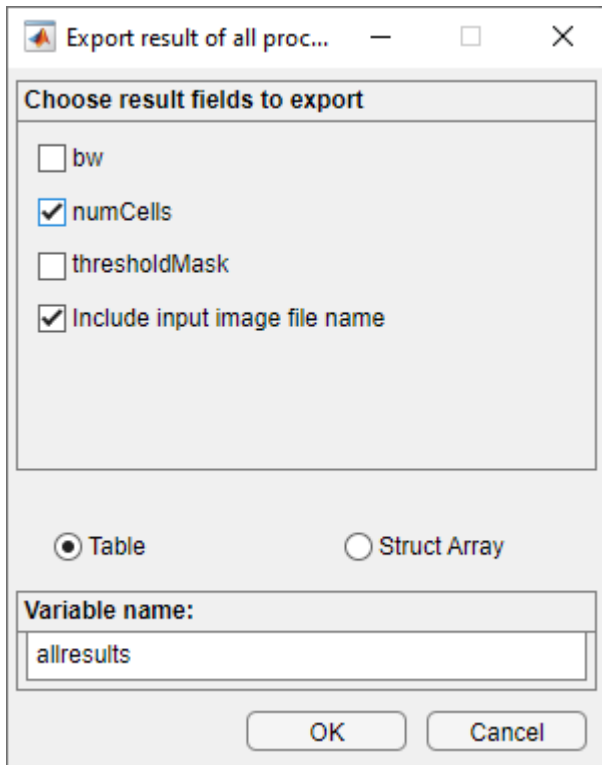 Export result of all proc...
Choose result fields to export
bw
numCells
thresholdMask
Include input image file name
Table Struct Array
Variable name:
allresults
OK Cancel